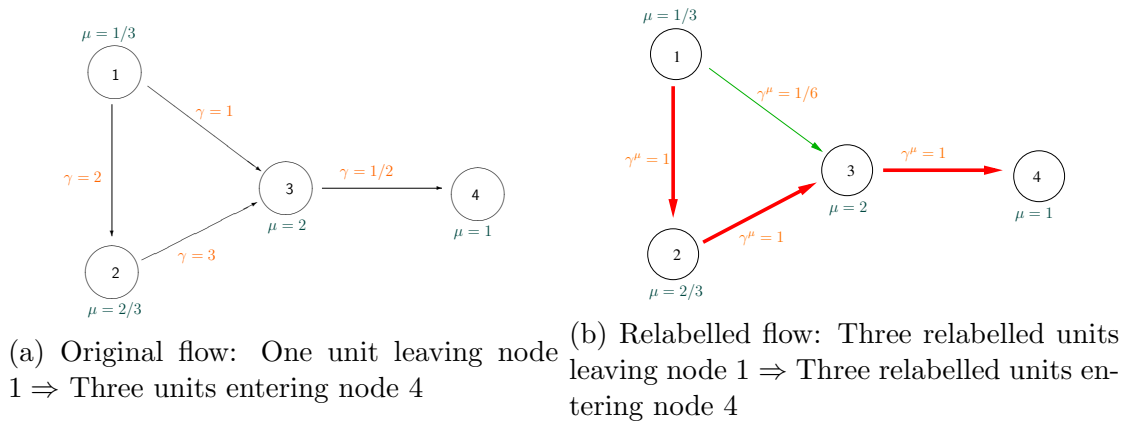 μ = 1/3
1
γ = 1
γ = 2
3
γ = 1/2
4
μ = 2
μ = 1
γ = 3
2
μ = 2/3
(a) Original flow: One unit leaving node
1 ⇒ Three units entering node 4
μ = 1/3
1
γ^μ = 1/6
γ^μ = 1
3
γ^μ = 1
4
μ = 2
μ = 1
γ^μ = 1
2
μ = 2/3
(b) Relabelled flow: Three relabelled units
leaving node 1 ⇒ Three relabelled units en-
tering node 4